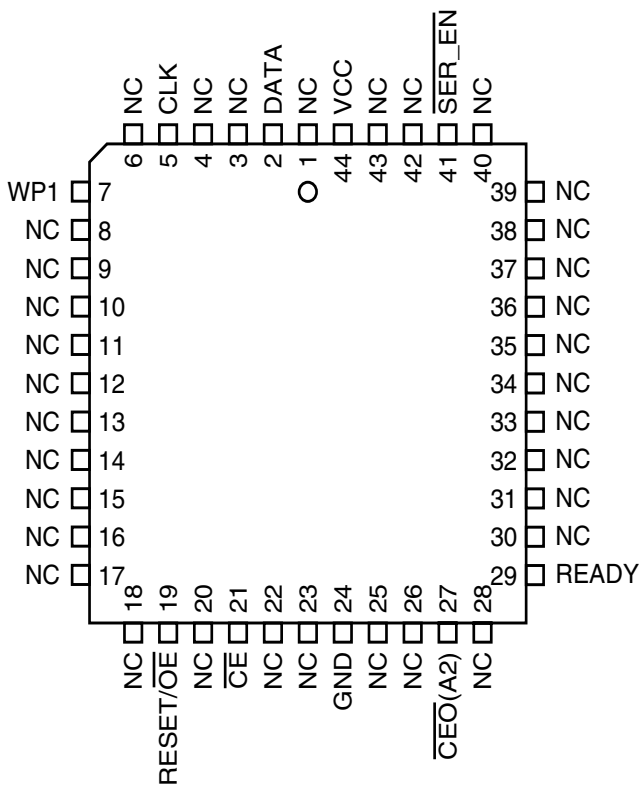 NC
CLK
NC
NC
DATA
NC
VCC
NC
NC
SER_EN
NC
6
5
4
3
2
1
44
43
42
41
40
WP1 7
NC 8
NC 9
NC 10
NC 11
NC 12
NC 13
NC 14
NC 15
NC 16
NC 17
39 NC
38 NC
37 NC
36 NC
35 NC
34 NC
33 NC
32 NC
31 NC
30 NC
29 READY
18
19
20
21
22
23
24
25
26
27
28
NC
RESET/OE
NC
CE
NC
NC
GND
NC
NC
CEO(A2)
NC